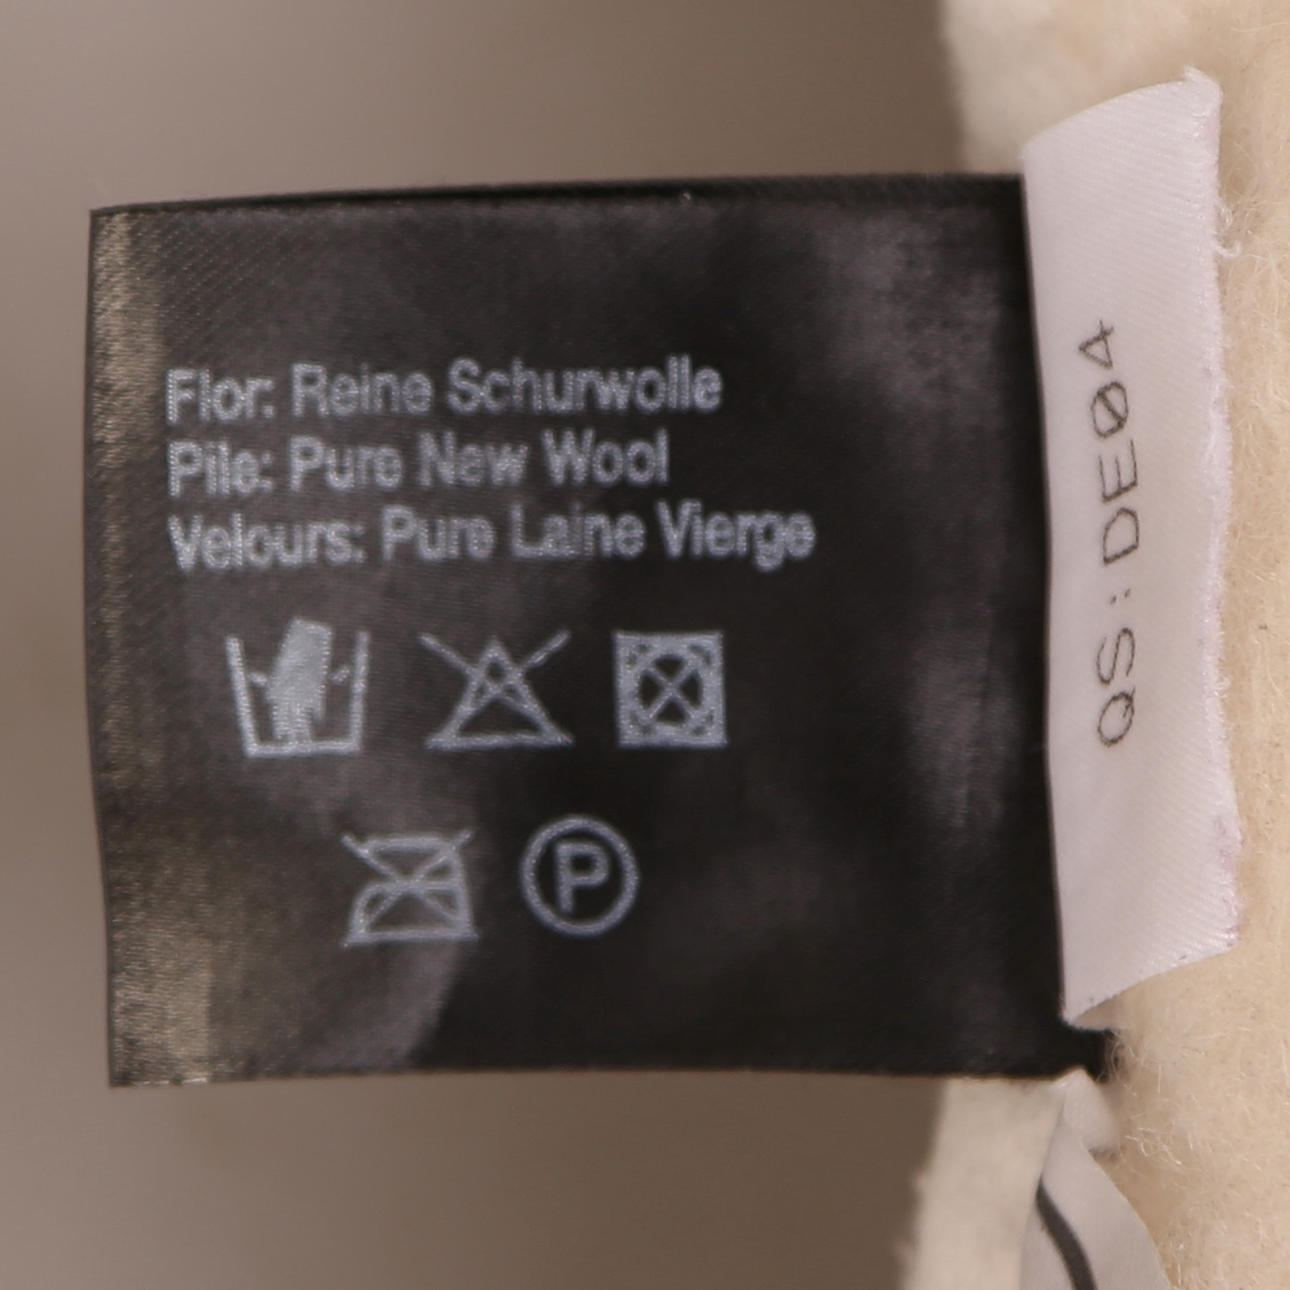 Flor: Reine Schurwolle
Pile: Pure New Wool
Velours: Pure Laine Vierge
P
QS: DE04